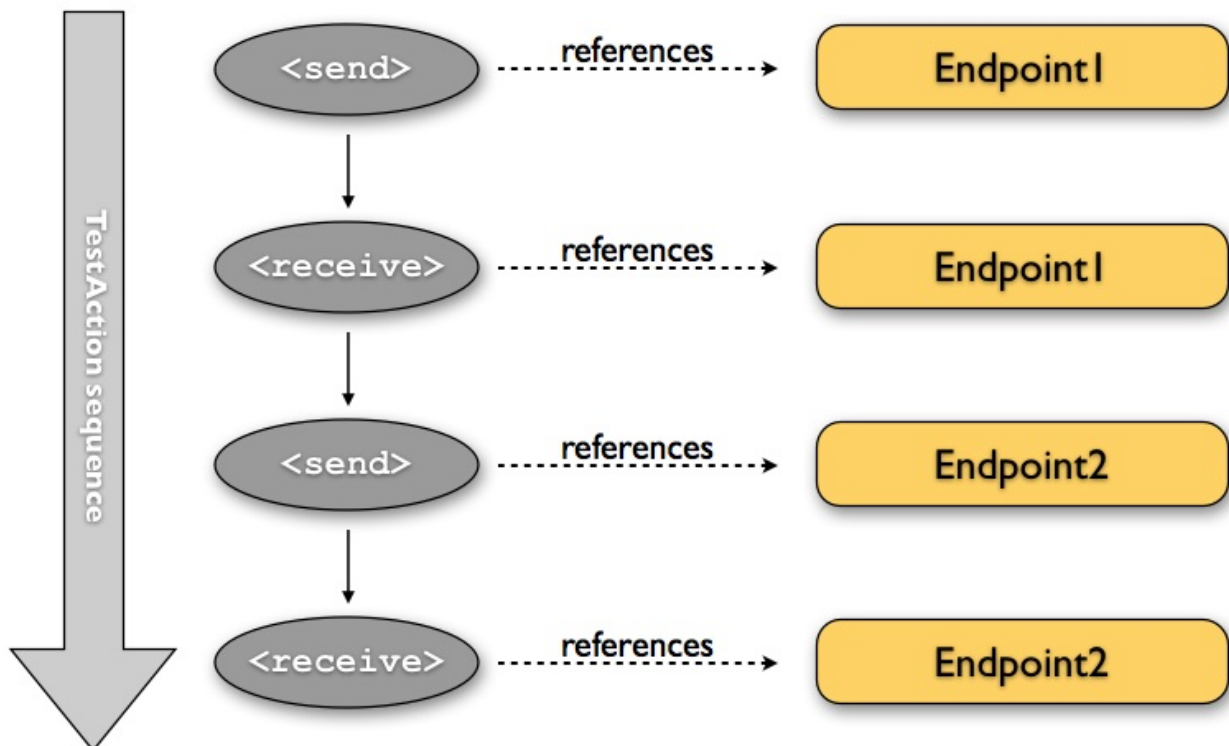 <send>
references
Endpoint1
<receive>
references
Endpoint1
TestAction sequence
<send>
references
Endpoint2
<receive>
references
Endpoint2